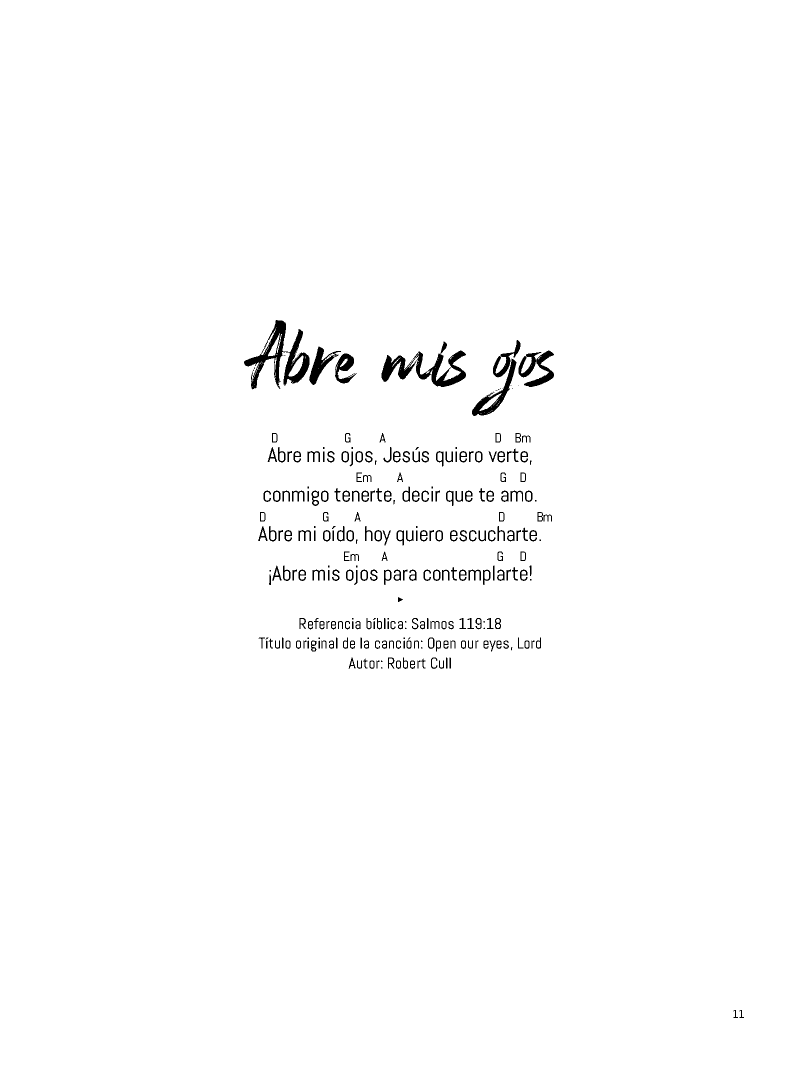 Abre mis ojos
D G A D Bm
Abre mis ojos, Jesús quiero verte,
Em A G D
conmigo tenerte, decir que te amo.
D G A D Bm
Abre mi oído, hoy quiero escucharte.
Em A G D
¡Abre mis ojos para contemplarte!
Referencia bíblica: Salmos 119:18
Título original de la canción: Open our eyes, Lord
Autor: Robert Cull
11